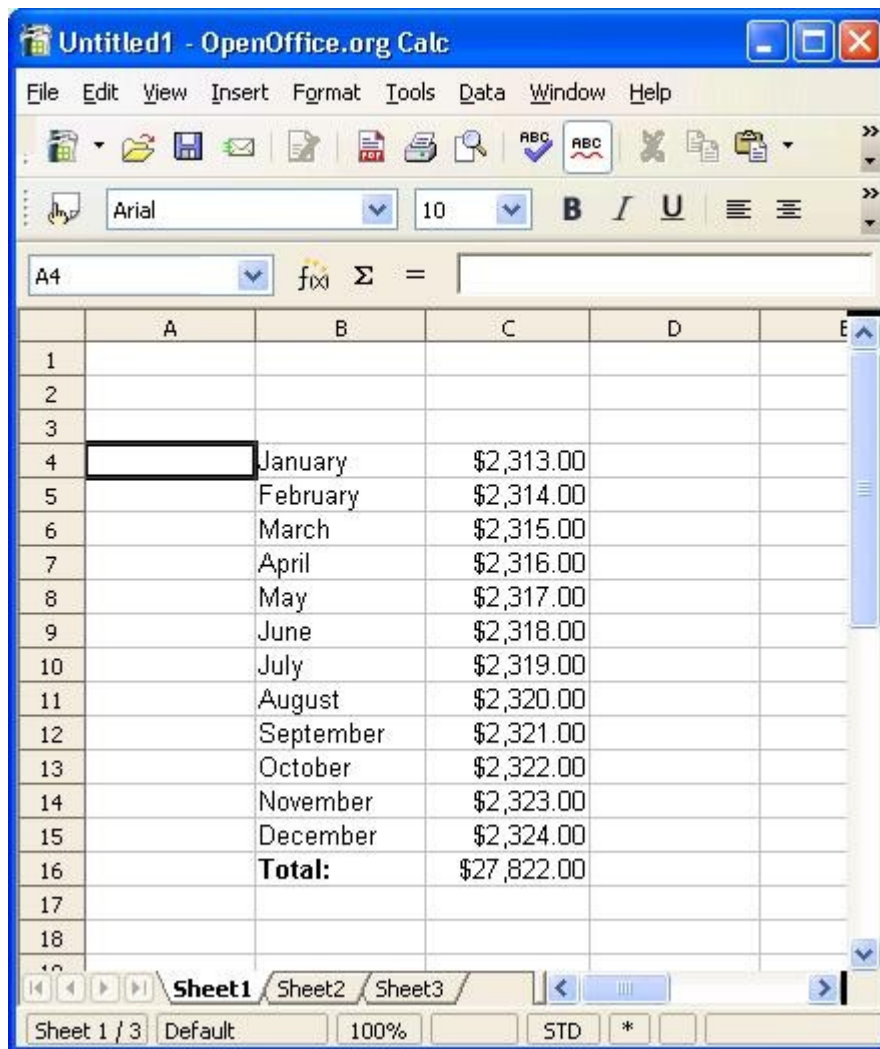 Untitled1 - OpenOffice.org Calc
File Edit View Insert Format Tools Data Window Help
PDF ABC ABC
Arial 10 B I U
A4 f(x) Σ =
A B C D E
1
2
3
4 January $2,313.00
5 February $2,314.00
6 March $2,315.00
7 April $2,316.00
8 May $2,317.00
9 June $2,318.00
10 July $2,319.00
11 August $2,320.00
12 September $2,321.00
13 October $2,322.00
14 November $2,323.00
15 December $2,324.00
16 Total: $27,822.00
17
18
Sheet1 Sheet2 Sheet3
Sheet 1 / 3 Default 100% STD *